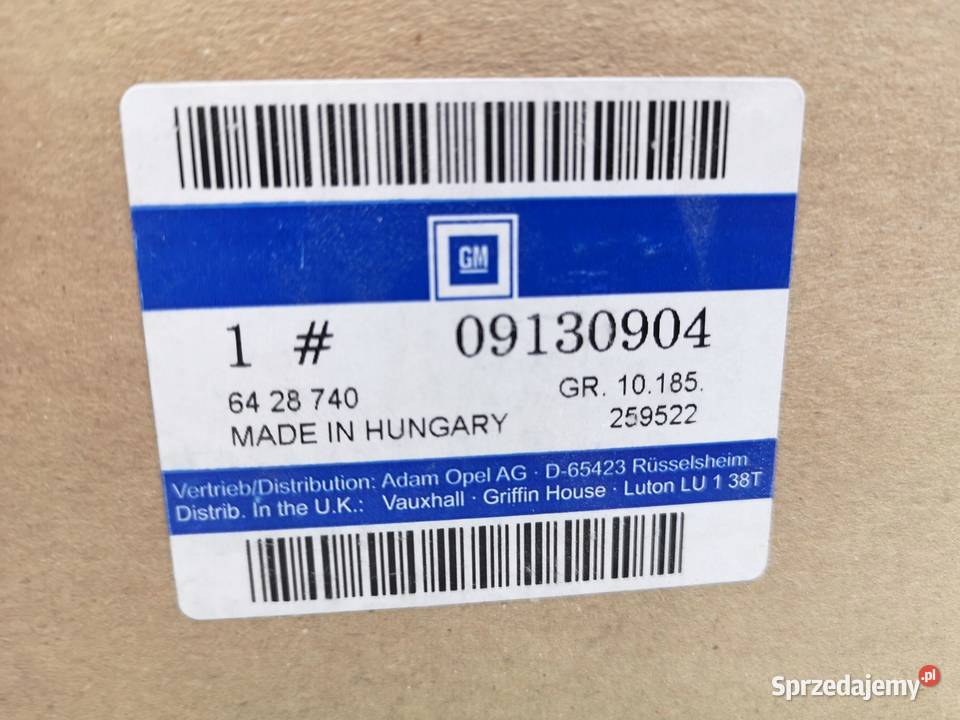 GM
1 # 09130904
64 28 740 GR. 10.185.
MADE IN HUNGARY 259522
Vertrieb/Distribution: Adam Opel AG · D-65423 Rüsselsheim
Distrib. In the U.K.: Vauxhall · Griffin House · Luton LU 1 38T
Sprzedajemy.pl